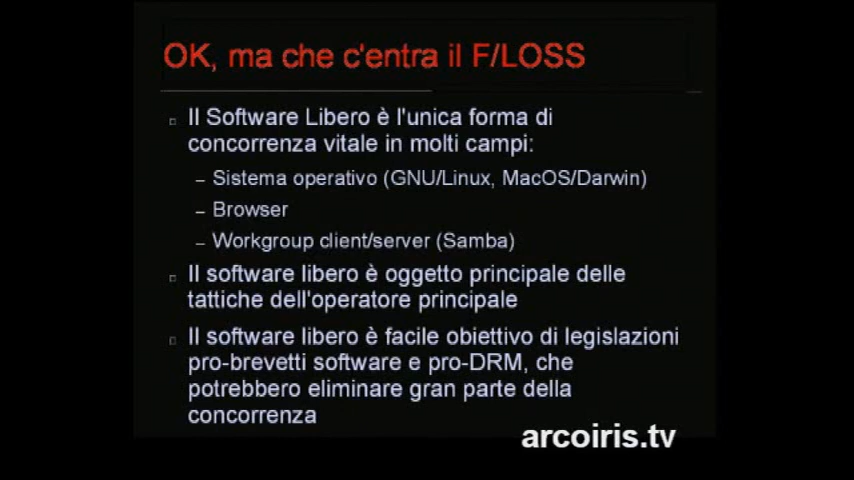 OK, ma che c'entra il F/LOSS
Il Software Libero è l'unica forma di
concorrenza vitale in molti campi:
– Sistema operativo (GNU/Linux, MacOS/Darwin)
– Browser
– Workgroup client/server (Samba)
Il software libero è oggetto principale delle
tattiche dell'operatore principale
Il software libero è facile obiettivo di legislazioni
pro-brevetti software e pro-DRM, che
potrebbero eliminare gran parte della
concorrenza
arcoiris.tv